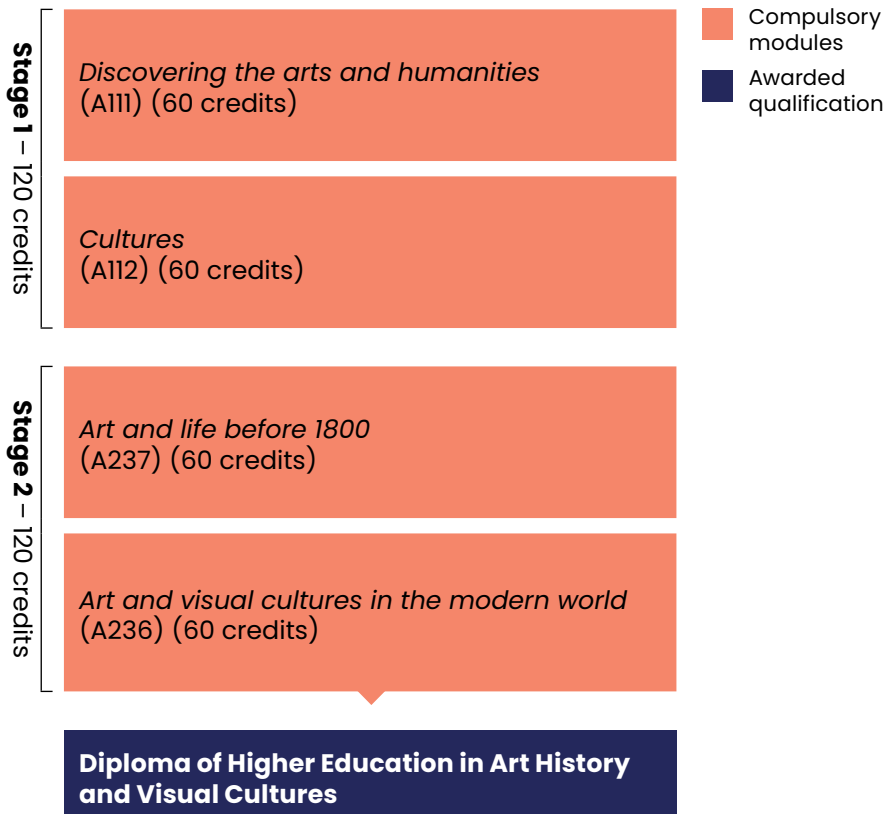 Stage 1 – 120 credits
Discovering the arts and humanities
(A111) (60 credits)
Cultures
(A112) (60 credits)
Stage 2 – 120 credits
Art and life before 1800
(A237) (60 credits)
Art and visual cultures in the modern world
(A236) (60 credits)
Diploma of Higher Education in Art History
and Visual Cultures
Compulsory
modules
Awarded
qualification